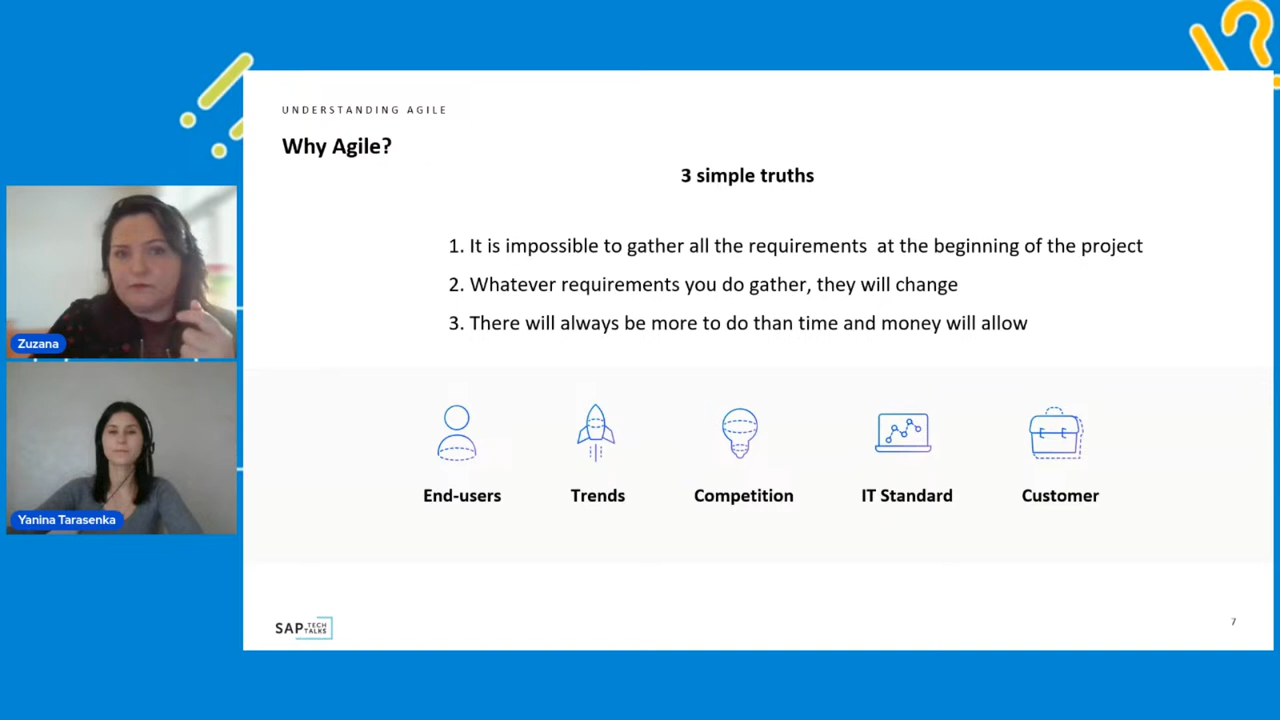 UNDERSTANDING AGILE
Why Agile?
3 simple truths
1. It is impossible to gather all the requirements at the beginning of the project
2. Whatever requirements you do gather, they will change
3. There will always be more to do than time and money will allow
Zuzana
Yanina Tarasenka
End-users
Trends
Competition
IT Standard
Customer
SAP TECH TALKS
7